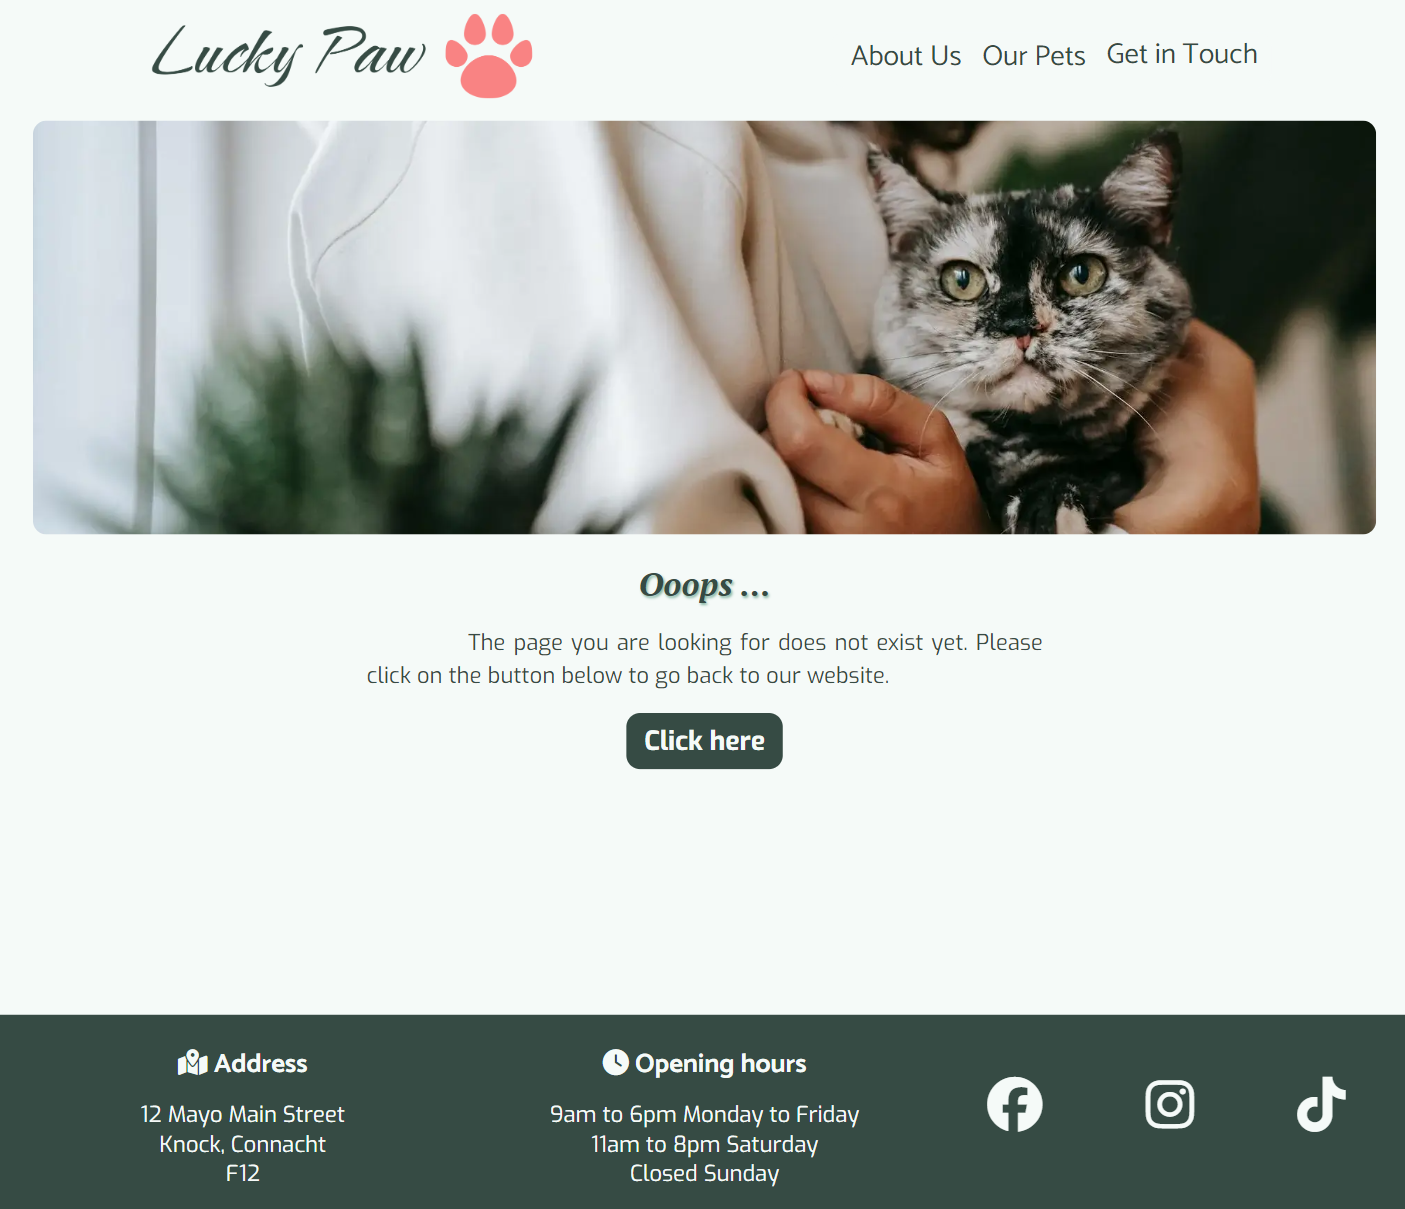 Lucky Paw
About Us Our Pets Get in Touch
Ooops ...
The page you are looking for does not exist yet. Please
click on the button below to go back to our website.
Click here
Address
12 Mayo Main Street
Knock, Connacht
F12
Opening hours
9am to 6pm Monday to Friday
11am to 8pm Saturday
Closed Sunday